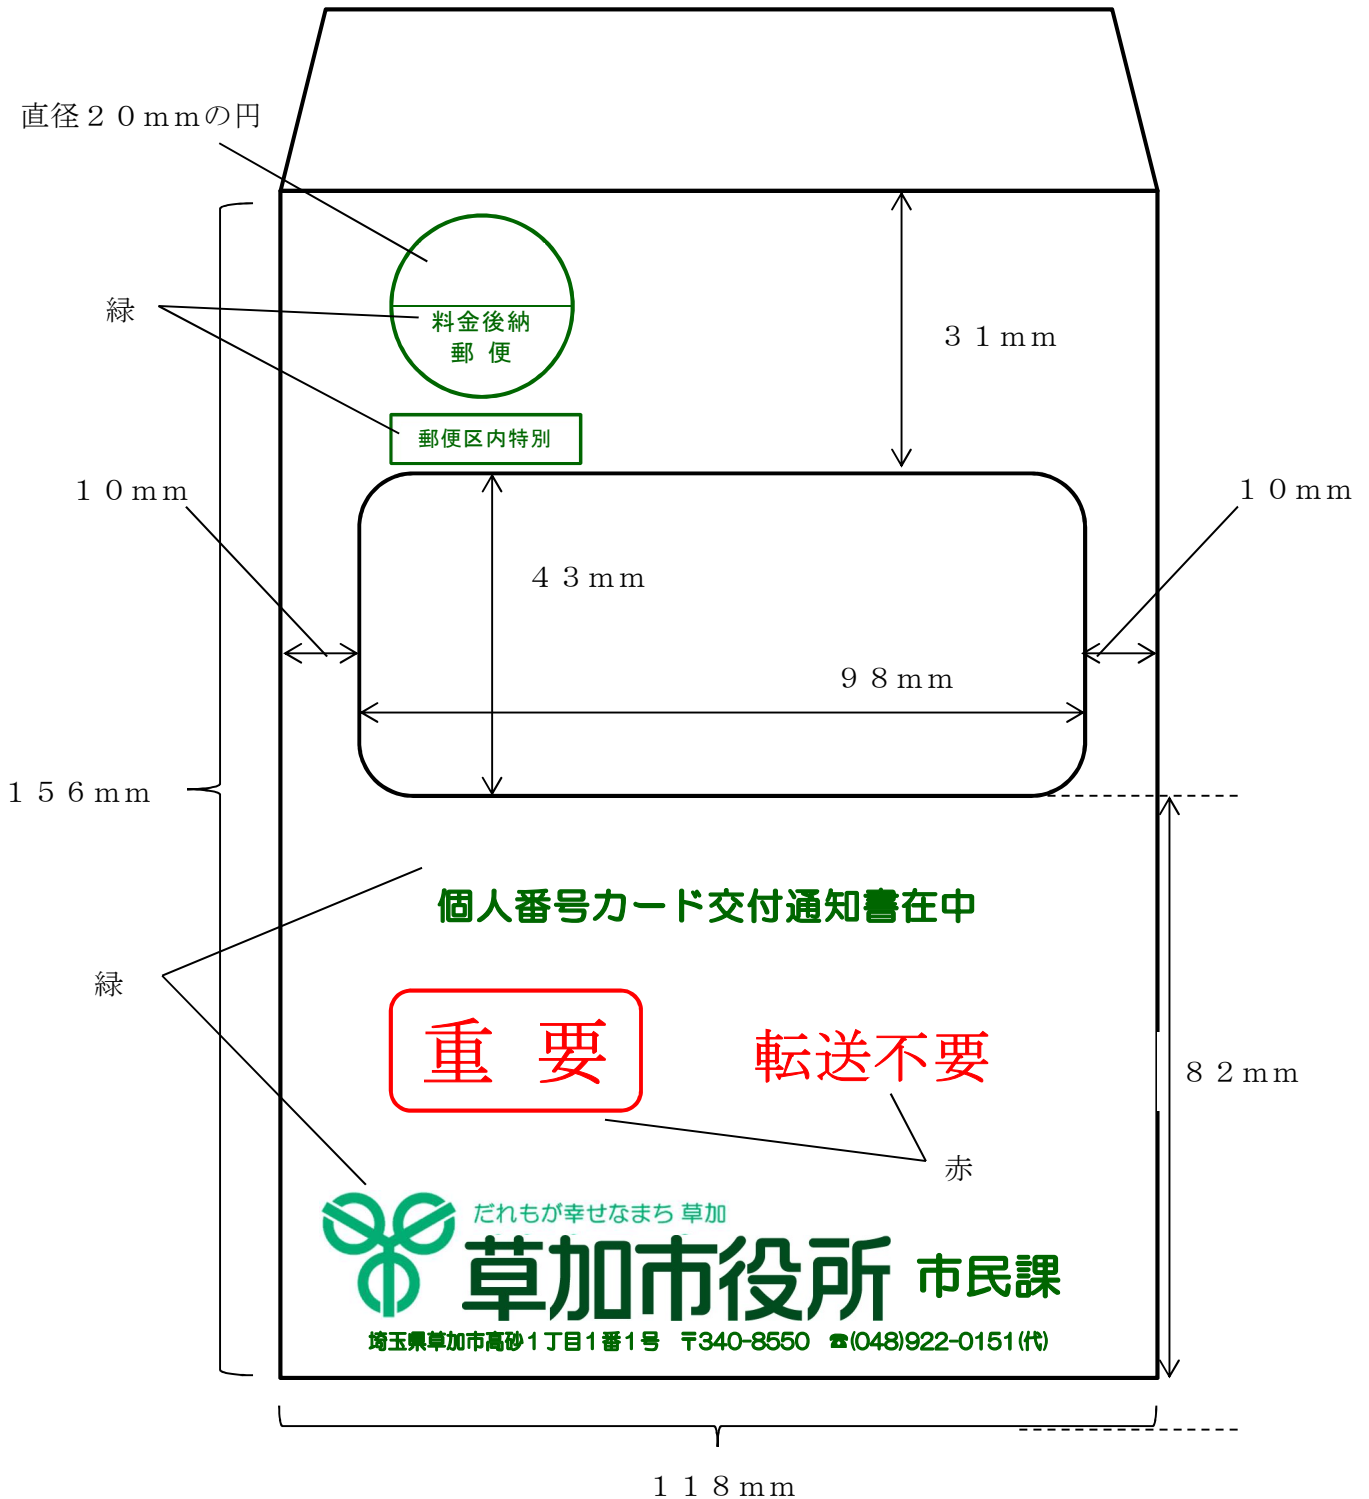 直径２０ｍｍの円
緑
料金後納
郵 便
３１ｍｍ
郵便区内特別
１０ｍｍ
１０ｍｍ
４３ｍｍ
９８ｍｍ
１５６ｍｍ
個人番号カード交付通知書在中
緑
重 要
転送不要
８２ｍｍ
赤
だれもが幸せなまち 草加
草加市役所 市民課
埼玉県草加市高砂１丁目１番１号　〒340-8550　☎(048)922-0151(代)
１１８ｍｍ